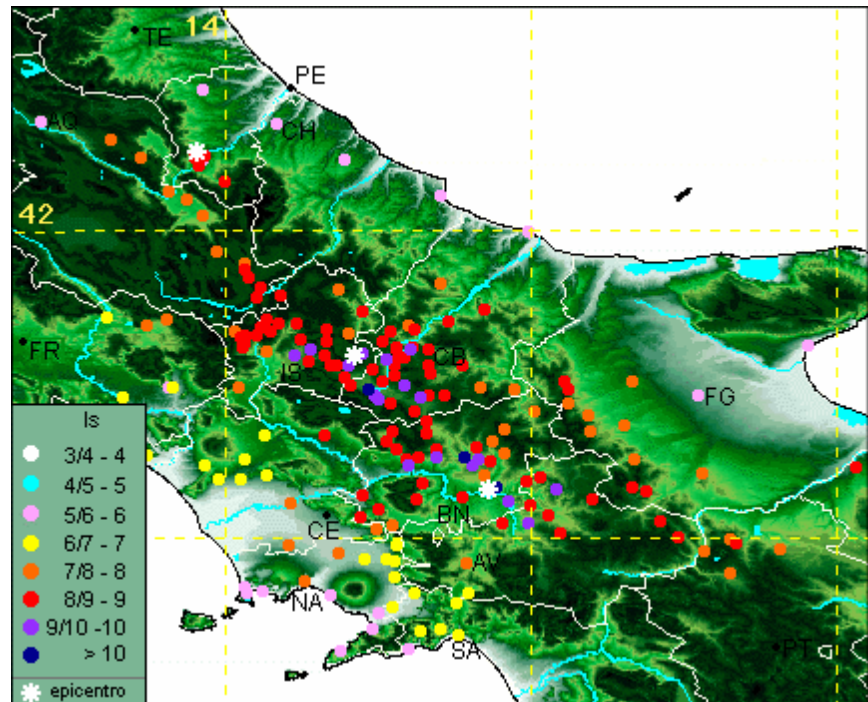 14
TE
PE
AQ
CH
42
FR
IS
CB
FG
CE
BN
NA
AV
SA
PT
Is
3/4 - 4
4/5 - 5
5/6 - 6
6/7 - 7
7/8 - 8
8/9 - 9
9/10 -10
> 10
epicentro